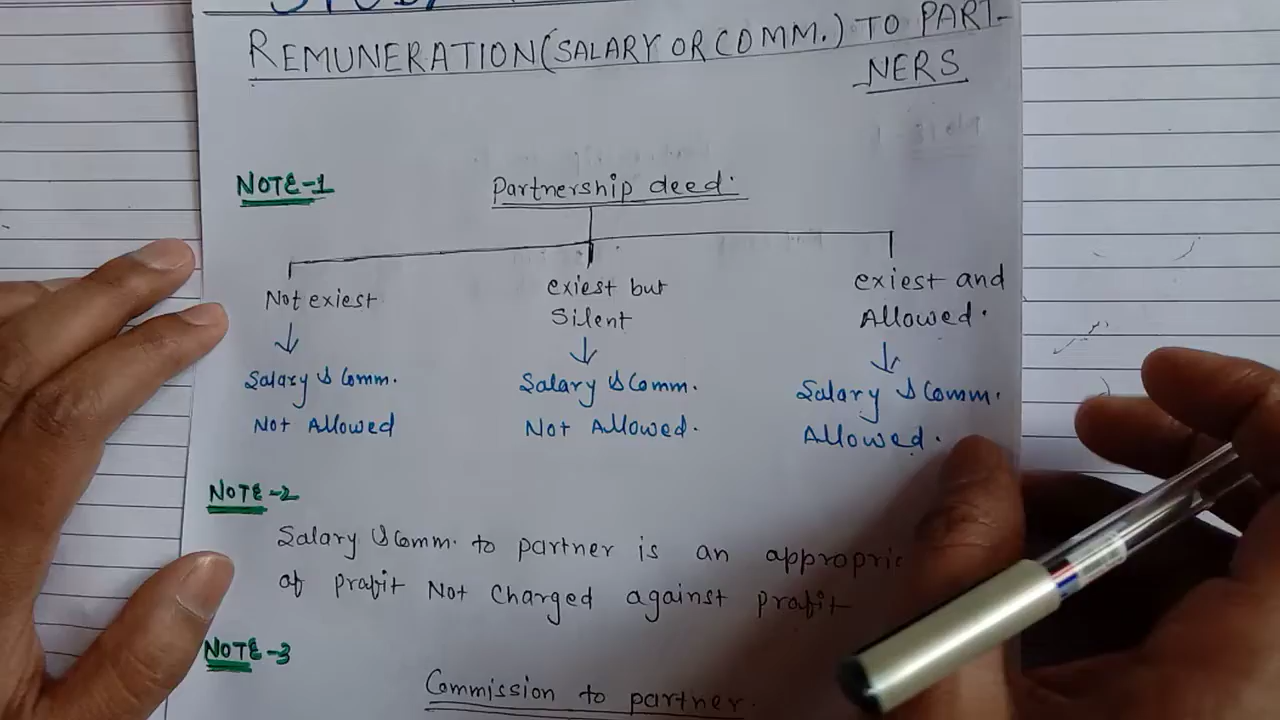 REMUNERATION(SALARY OR COMM.) TO PART-
NERS
NOTE-1
Partnership deed.
Not exiest
exiest but
Silent
exiest and
Allowed.
Salary & Comm.
Not Allowed
Salary & Comm.
Not Allowed.
Salary & Comm.
Allowed.
NOTE-2
Salary & Comm. to partner is an appropri
of profit Not Charged against profit
NOTE-3
Commission to partner.